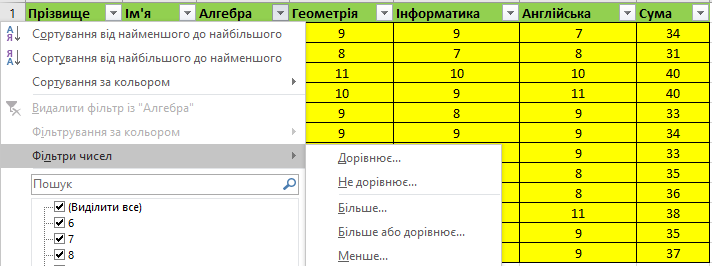 1 Прізвище Ім'я Алгебра Геометрія Інформатика Англійська Сума
Сортування від найменшого до найбільшого 9 9 7 34
Сортування від найбільшого до найменшого 8 7 8 31
Сортування за кольором 11 10 10 40
Видалити фільтр із "Алгебра" 10 9 11 40
9 8 9 33
Фільтрування за кольором 9 9 9 34
Фільтри чисел Дорівнює... 9 33
Пошук Не дорівнює... 8 35
(Виділити все) 8 36
6 Більше... 11 38
7 Більше або дорівнює... 9 35
8 Менше... 9 37